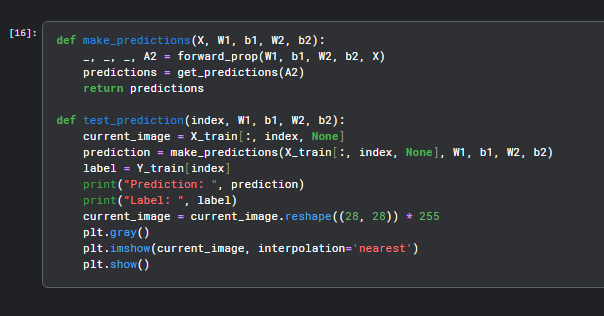 [16]:
def make_predictions(X, W1, b1, W2, b2):
    _, _, _, A2 = forward_prop(W1, b1, W2, b2, X)
    predictions = get_predictions(A2)
    return predictions

def test_prediction(index, W1, b1, W2, b2):
    current_image = X_train[:, index, None]
    prediction = make_predictions(X_train[:, index, None], W1, b1, W2, b2)
    label = Y_train[index]
    print("Prediction: ", prediction)
    print("Label: ", label)
    current_image = current_image.reshape((28, 28)) * 255
    plt.gray()
    plt.imshow(current_image, interpolation='nearest')
    plt.show()